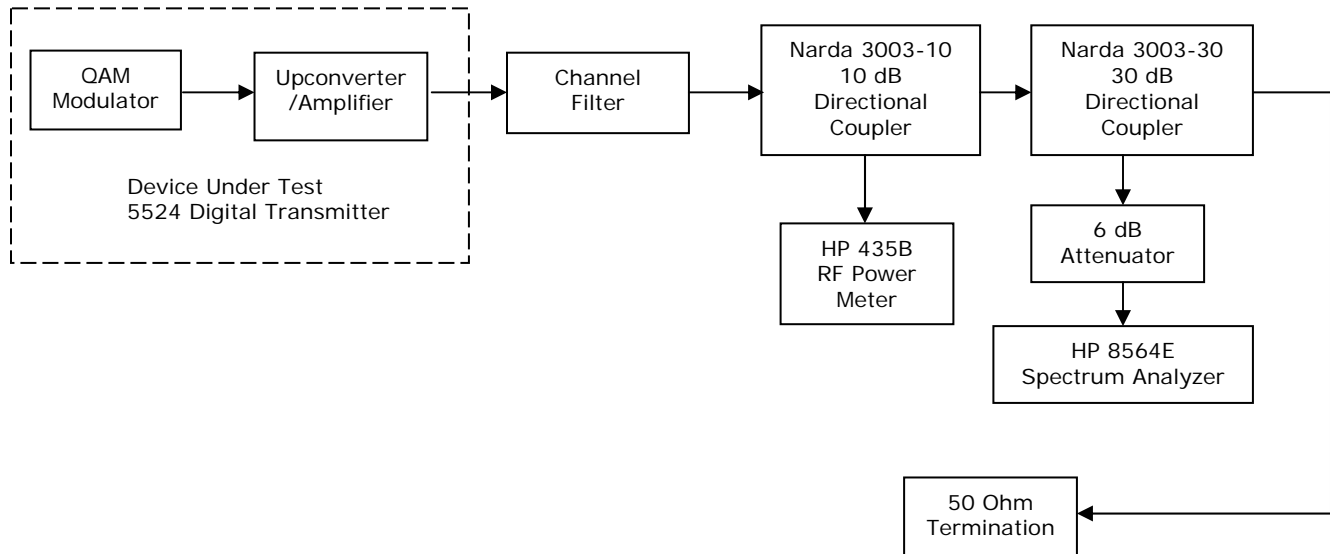 QAM
Modulator
Upconverter
/Amplifier
Channel
Filter
Narda 3003-10
10 dB
Directional
Coupler
Narda 3003-30
30 dB
Directional
Coupler
Device Under Test
5524 Digital Transmitter
HP 435B
RF Power
Meter
6 dB
Attenuator
HP 8564E
Spectrum Analyzer
50 Ohm
Termination